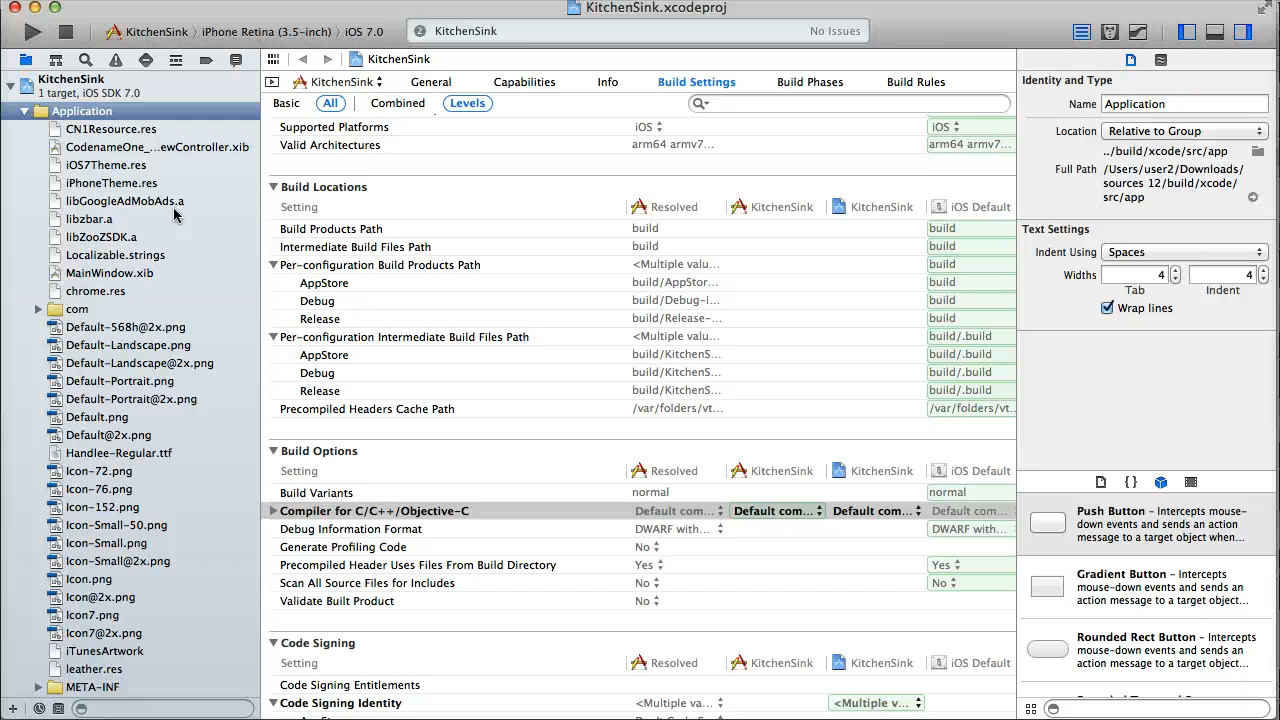 KitchenSink.xcodeproj
KitchenSink › iPhone Retina (3.5-inch) › iOS 7.0
2 KitchenSink No Issues
KitchenSink
1 target, iOS SDK 7.0
Application
CN1Resource.res
CodenameOne_...ewController.xib
iOS7Theme.res
iPhoneTheme.res
libGoogleAdMobAds.a
libzbar.a
libZooZSDK.a
Localizable.strings
MainWindow.xib
chrome.res
com
Default-568h@2x.png
Default-Landscape.png
Default-Landscape@2x.png
Default-Portrait.png
Default-Portrait@2x.png
Default.png
Default@2x.png
Handlee-Regular.ttf
Icon-72.png
Icon-76.png
Icon-152.png
Icon-Small-50.png
Icon-Small.png
Icon-Small@2x.png
Icon.png
Icon@2x.png
Icon7.png
Icon7@2x.png
iTunesArtwork
leather.res
META-INF
KitchenSink
KitchenSink General Capabilities Info Build Settings Build Phases Build Rules
Basic All Combined Levels
Supported Platforms iOS iOS
Valid Architectures arm64 armv7... arm64 armv7...
Build Locations
Setting Resolved KitchenSink KitchenSink iOS Default
Build Products Path build build
Intermediate Build Files Path build build
Per-configuration Build Products Path <Multiple valu... build
AppStore build/AppStor... build
Debug build/Debug-i... build
Release build/Release-... build
Per-configuration Intermediate Build Files Path <Multiple valu... build/.build
AppStore build/KitchenS... build/.build
Debug build/KitchenS... build/.build
Release build/KitchenS... build/.build
Precompiled Headers Cache Path /var/folders/vt... /var/folders/vt...
Build Options
Setting Resolved KitchenSink KitchenSink iOS Default
Build Variants normal normal
Compiler for C/C++/Objective-C Default com... Default com... Default com... Default com...
Debug Information Format DWARF with... DWARF with...
Generate Profiling Code No
Precompiled Header Uses Files From Build Directory Yes Yes
Scan All Source Files for Includes No No
Validate Built Product No
Code Signing
Setting Resolved KitchenSink KitchenSink iOS Default
Code Signing Entitlements
Code Signing Identity <Multiple va... <Multiple v...
Identity and Type
Name Application
Location Relative to Group
../build/xcode/src/app
Full Path /Users/user2/Downloads/
sources 12/build/xcode/
src/app
Text Settings
Indent Using Spaces
Widths 4 4
Tab Indent
Wrap lines
Push Button – Intercepts mouse-
down events and sends an action
message to a target object when...
Gradient Button – Intercepts
mouse-down events and sends an
action message to a target object...
Rounded Rect Button – Intercepts
mouse-down events and sends an
action message to a target object...